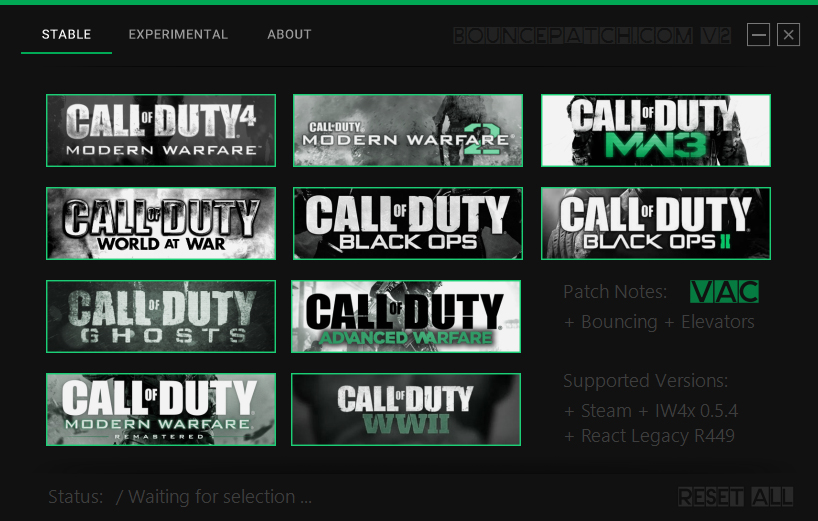 STABLE EXPERIMENTAL ABOUT BOUNCEPATCH.COM V2
CALL OF DUTY 4
MODERN WARFARE
CALL OF DUTY
MODERN WARFARE 2
CALL OF DUTY
MW3
CALL OF DUTY
WORLD AT WAR
CALL OF DUTY
BLACK OPS
CALL OF DUTY
BLACK OPS II
CALL OF DUTY
GHOSTS
CALL OF DUTY
ADVANCED WARFARE
Patch Notes: VAC
+ Bouncing + Elevators
CALL OF DUTY
MODERN WARFARE
REMASTERED
CALL OF DUTY
WWII
Supported Versions:
+ Steam + IW4x 0.5.4
+ React Legacy R449
Status: / Waiting for selection ...
RESET ALL